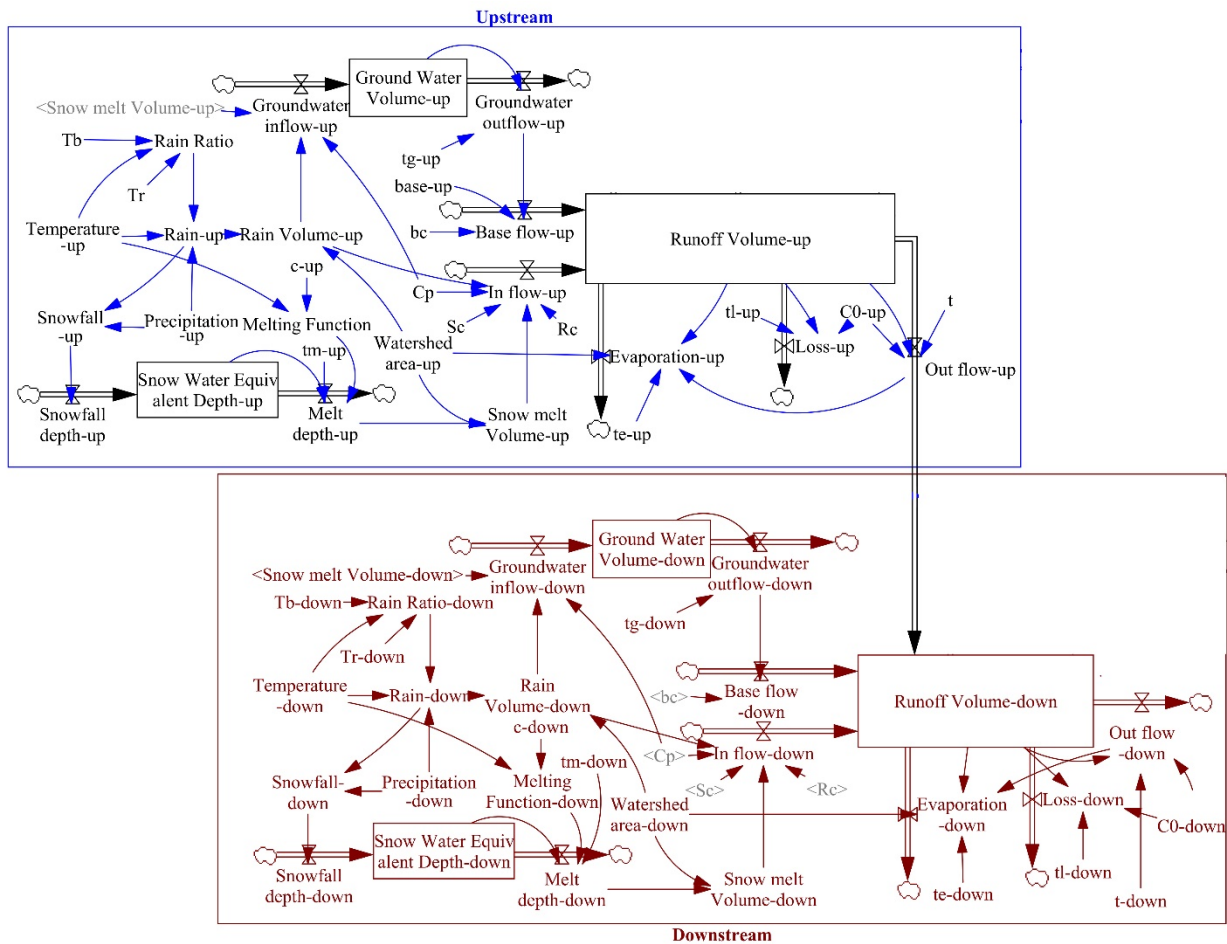 Upstream
Ground Water
Volume-up
<Snow melt Volume-up>
Groundwater
inflow-up
Groundwater
outflow-up
Tb
Rain Ratio
tg-up
Tr
base-up
Temperature
-up
Rain-up
Rain Volume-up
bc
Base flow-up
Runoff Volume-up
c-up
Cp
In flow-up
Snowfall
-up
Precipitation
-up
Melting Function
Sc
Rc
tl-up
C0-up
t
tm-up
Watershed
area-up
Evaporation-up
Loss-up
Out flow-up
Snow Water Equiv
alent Depth-up
Snowfall
depth-up
Melt
depth-up
Snow melt
Volume-up
te-up
Ground Water
Volume-down
<Snow melt Volume-down>
Groundwater
inflow-down
Groundwater
outflow-down
Tb-down
Rain Ratio-down
tg-down
Tr-down
Temperature
-down
Rain-down
Rain
Volume-down
c-down
<bc>
Base flow
-down
Runoff Volume-down
<Cp>
In flow-down
Out flow
-down
Snowfall-
down
Precipitation
-down
Melting
Function-down
tm-down
<Sc>
<Rc>
Watershed
area-down
Evaporation
-down
Loss-down
C0-down
Snow Water Equiv
alent Depth-down
Snowfall
depth-down
Melt
depth-down
Snow melt
Volume-down
te-down
tl-down
t-down
Downstream